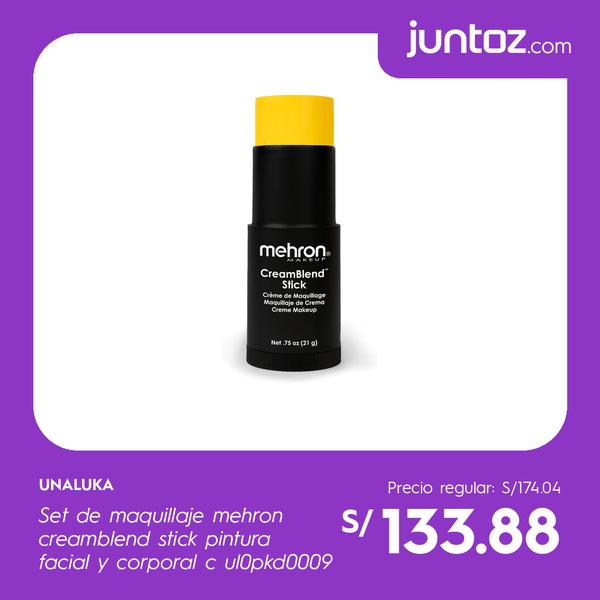 juntoz.com
mehron®
MAKEUP
CreamBlend™
Stick
Crème de Maquillage
Maquillaje de Crema
Creme Makeup
Net .75 oz (21 g)
UNALUKA
Set de maquillaje mehron
creamblend stick pintura
facial y corporal c ul0pkd0009
Precio regular: S/174.04
S/133.88